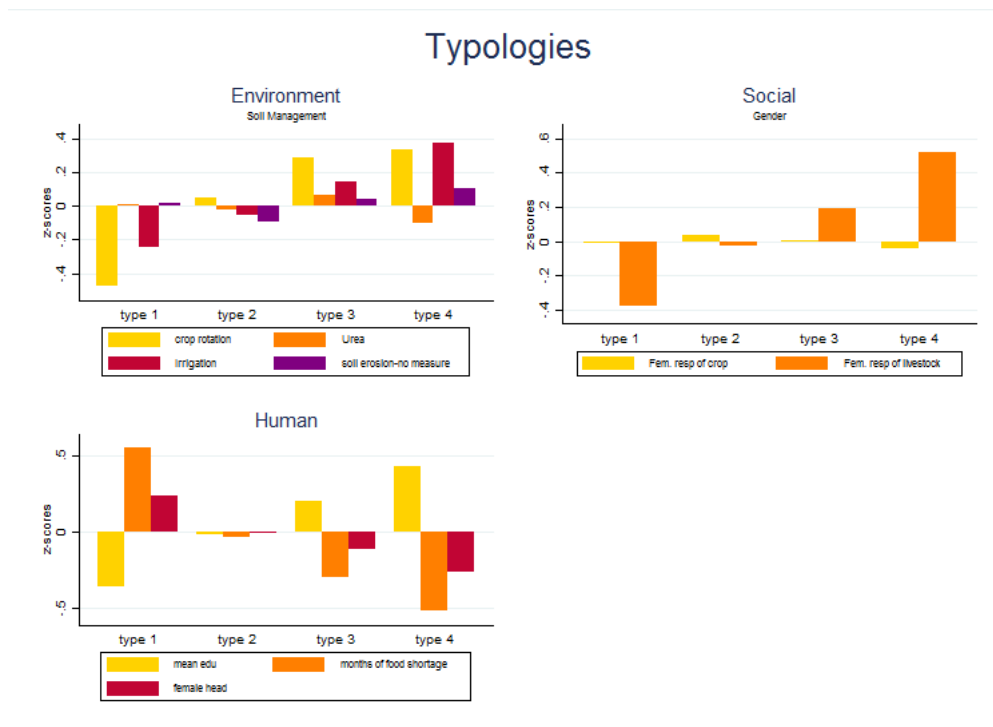 Typologies
Environment
Soil Management
z-scores
.4
.2
0
-.2
-.4
type 1 type 2 type 3 type 4
crop rotation Urea
irrigation soil erosion-no measure
Social
Gender
z-scores
.6
.4
.2
0
-.2
-.4
type 1 type 2 type 3 type 4
Fem. resp of crop Fem. resp of livestock
Human
z-scores
.5
0
-.5
type 1 type 2 type 3 type 4
mean edu months of food shortage
female head